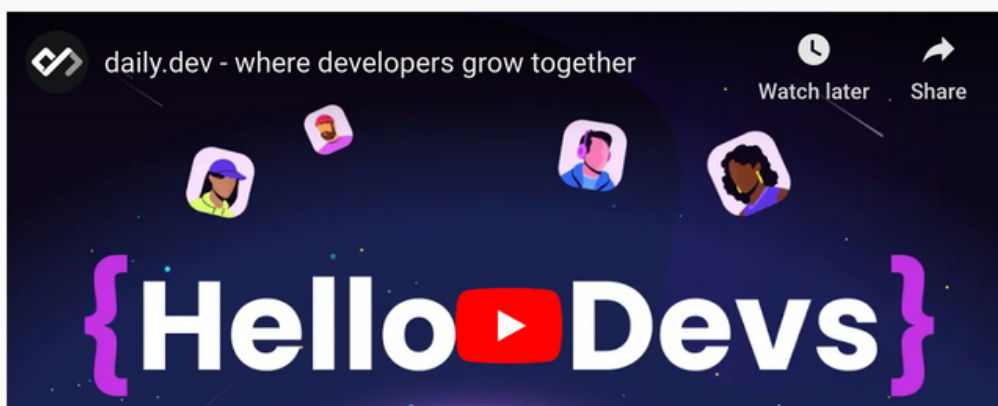 daily.dev - where developers grow together
Watch later
Share
{Hello Devs}